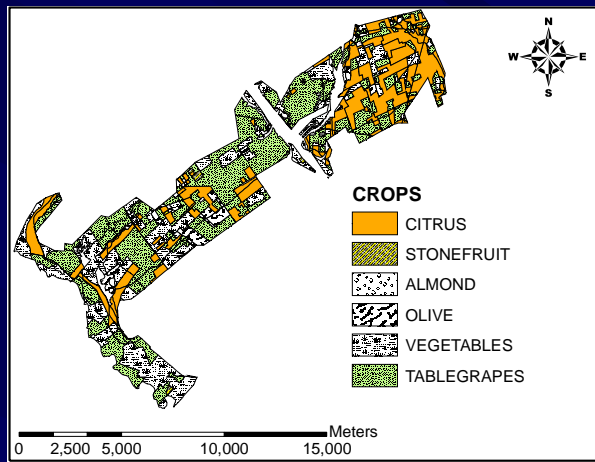 N
W E
S
CROPS
CITRUS
STONEFRUIT
ALMOND
OLIVE
VEGETABLES
TABLEGRAPES
Meters
0 2,500 5,000 10,000 15,000